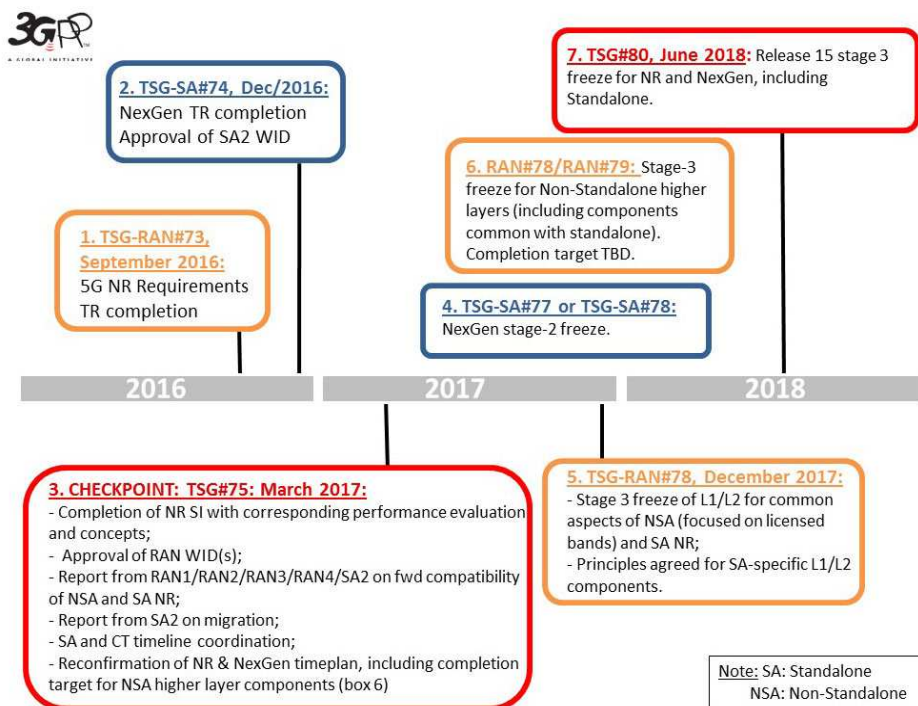 3GPP
A GLOBAL INITIATIVE
2. TSG-SA#74, Dec/2016:
NexGen TR completion
Approval of SA2 WID
7. TSG#80, June 2018: Release 15 stage 3
freeze for NR and NexGen, including
Standalone.
1. TSG-RAN#73,
September 2016:
5G NR Requirements
TR completion
6. RAN#78/RAN#79: Stage-3
freeze for Non-Standalone higher
layers (including components
common with standalone).
Completion target TBD.
4. TSG-SA#77 or TSG-SA#78:
NexGen stage-2 freeze.
2016
2017
2018
3. CHECKPOINT: TSG#75: March 2017:
- Completion of NR SI with corresponding performance evaluation
and concepts;
- Approval of RAN WID(s);
- Report from RAN1/RAN2/RAN3/RAN4/SA2 on fwd compatibility
of NSA and SA NR;
- Report from SA2 on migration;
- SA and CT timeline coordination;
- Reconfirmation of NR & NexGen timeplan, including completion
target for NSA higher layer components (box 6)
5. TSG-RAN#78, December 2017:
- Stage 3 freeze of L1/L2 for common
aspects of NSA (focused on licensed
bands) and SA NR;
- Principles agreed for SA-specific L1/L2
components.
Note: SA: Standalone
NSA: Non-Standalone